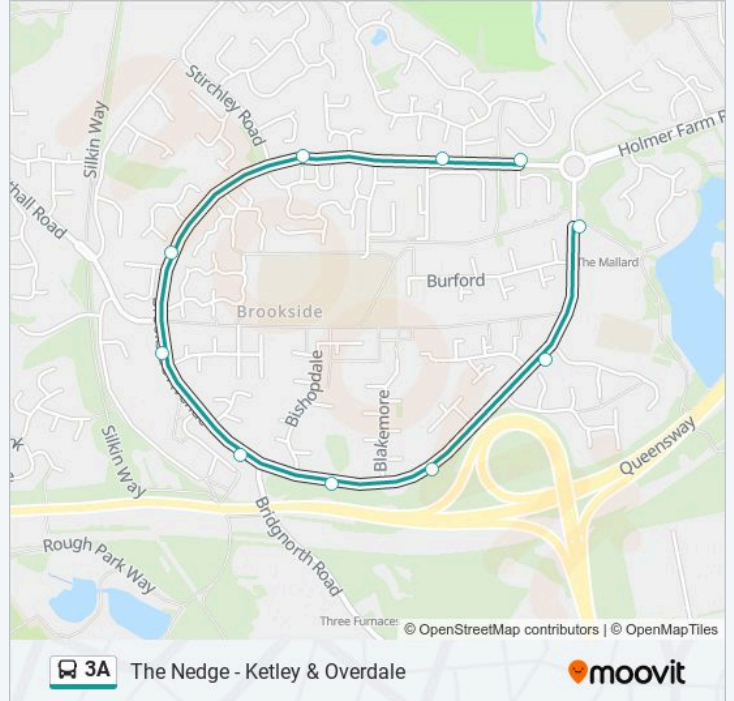 Stirchley Road
Silkin Way
Holmer Farm R
hall Road
The Mallard
Burford
Brookside
Bishopdale
Blakemore
Queensway
Silkin Way
Bridgnorth Road
Rough Park Way
Three Furnaces
© OpenStreetMap contributors | © OpenMapTiles
3A The Nedge - Ketley & Overdale
moovit